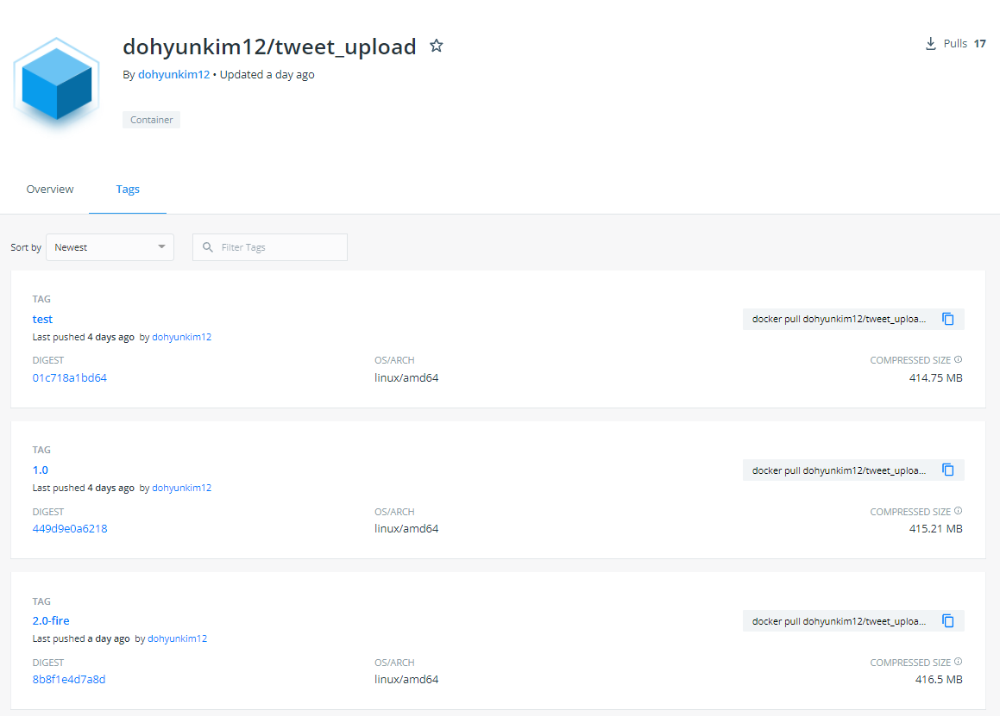 dohyunkim12/tweet_upload
Pulls 17
By dohyunkim12 • Updated a day ago
Container
Overview
Tags
Sort by
Newest
Filter Tags
TAG
test
docker pull dohyunkim12/tweet_uploa...
Last pushed 4 days ago by dohyunkim12
DIGEST
OS/ARCH
COMPRESSED SIZE
01c718a1bd64
linux/amd64
414.75 MB
TAG
1.0
docker pull dohyunkim12/tweet_uploa...
Last pushed 4 days ago by dohyunkim12
DIGEST
OS/ARCH
COMPRESSED SIZE
449d9e0a6218
linux/amd64
415.21 MB
TAG
2.0-fire
docker pull dohyunkim12/tweet_uploa...
Last pushed a day ago by dohyunkim12
DIGEST
OS/ARCH
COMPRESSED SIZE
8b8f1e4d7a8d
linux/amd64
416.5 MB